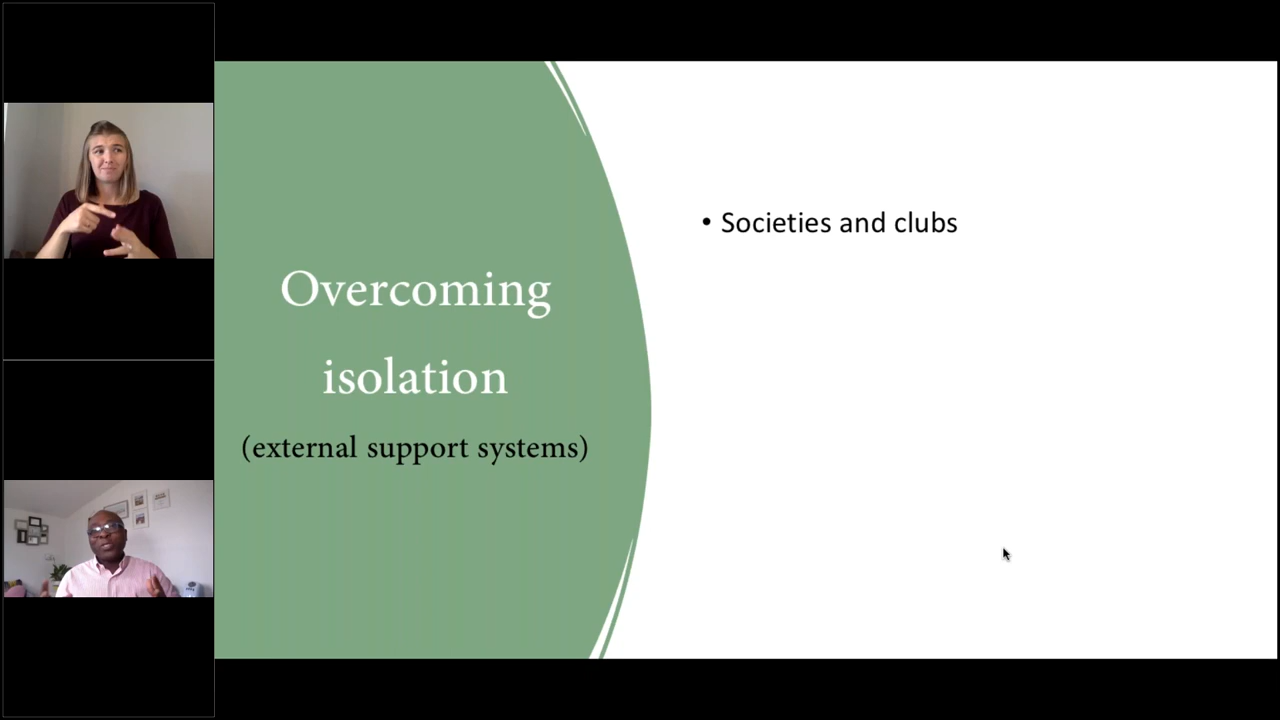 Overcoming
isolation
(external support systems)
• Societies and clubs